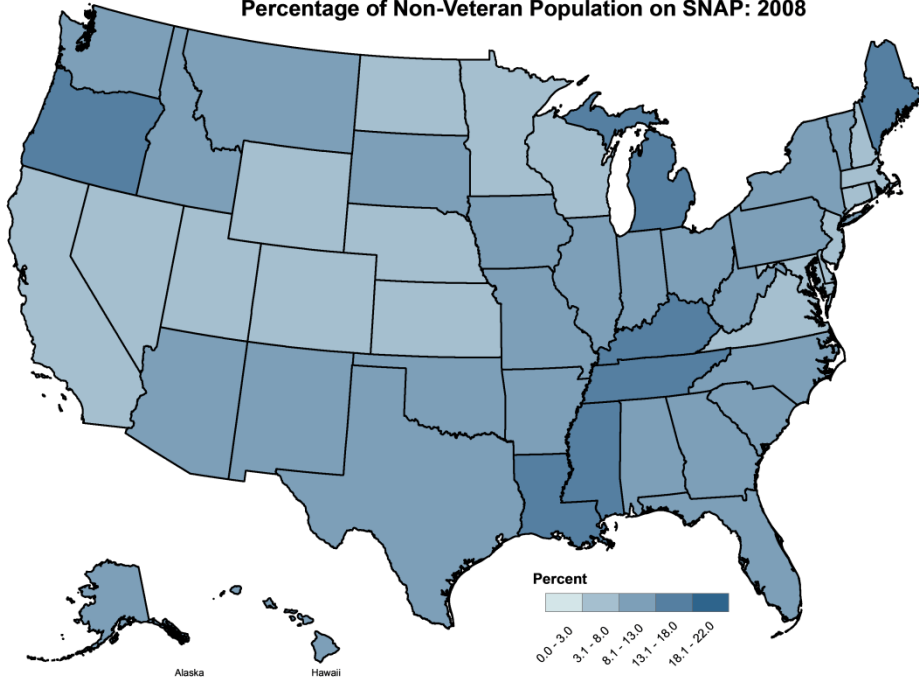 Percentage of Non-Veteran Population on SNAP: 2008
Percent
0.0 - 3.0
3.1 - 8.0
8.1 - 13.0
13.1 - 18.0
18.1 - 22.0
Alaska
Hawaii